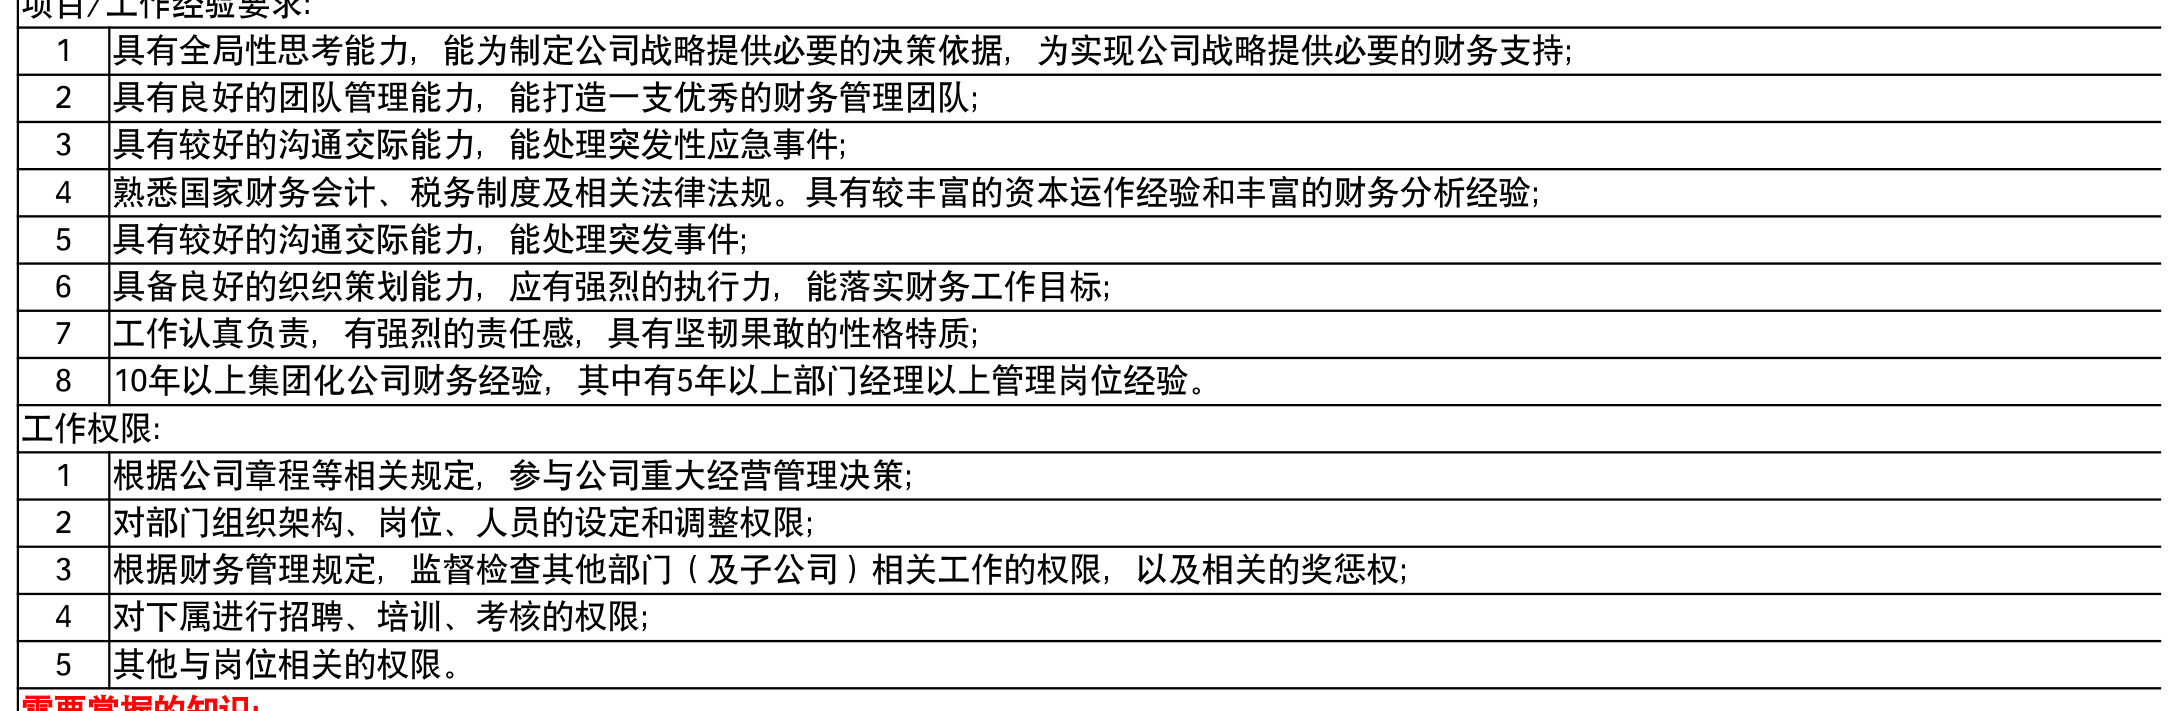 项目/工作经验要求:
1 具有全局性思考能力，能为制定公司战略提供必要的决策依据，为实现公司战略提供必要的财务支持;
2 具有良好的团队管理能力，能打造一支优秀的财务管理团队;
3 具有较好的沟通交际能力，能处理突发性应急事件;
4 熟悉国家财务会计、税务制度及相关法律法规。具有较丰富的资本运作经验和丰富的财务分析经验;
5 具有较好的沟通交际能力，能处理突发事件;
6 具备良好的织织策划能力，应有强烈的执行力，能落实财务工作目标;
7 工作认真负责，有强烈的责任感，具有坚韧果敢的性格特质;
8 10年以上集团化公司财务经验，其中有5年以上部门经理以上管理岗位经验。
工作权限:
1 根据公司章程等相关规定，参与公司重大经营管理决策;
2 对部门组织架构、岗位、人员的设定和调整权限;
3 根据财务管理规定，监督检查其他部门（及子公司）相关工作的权限，以及相关的奖惩权;
4 对下属进行招聘、培训、考核的权限;
5 其他与岗位相关的权限。
需要掌握的知识: